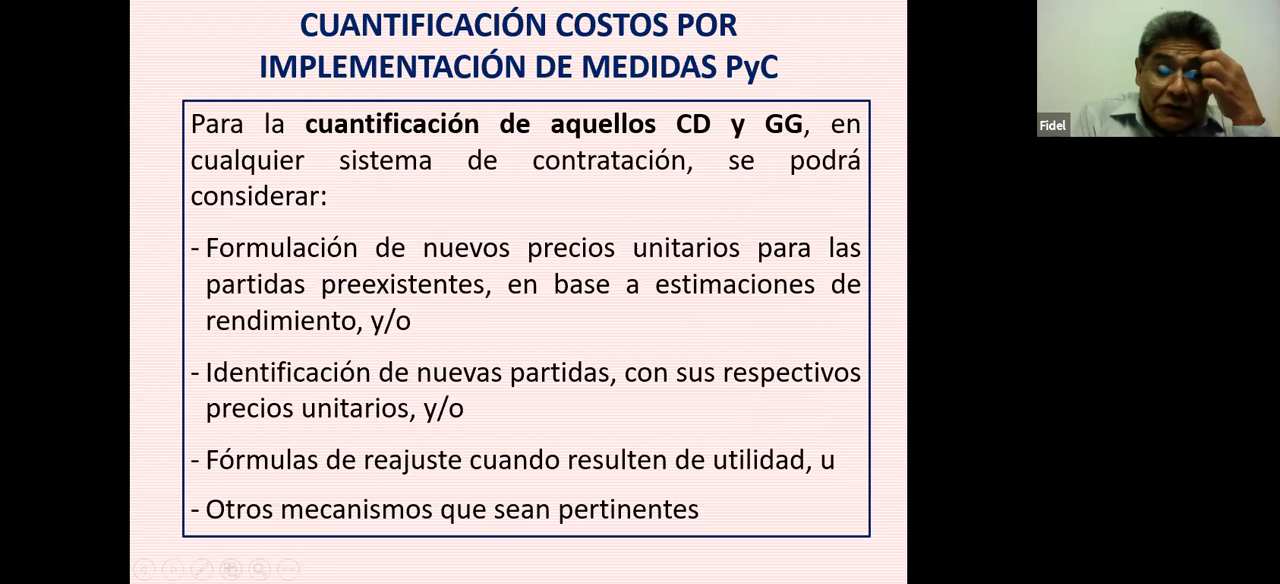 CUANTIFICACIÓN COSTOS POR
IMPLEMENTACIÓN DE MEDIDAS PyC
Para la cuantificación de aquellos CD y GG, en
cualquier sistema de contratación, se podrá
considerar:
- Formulación de nuevos precios unitarios para las
partidas preexistentes, en base a estimaciones de
rendimiento, y/o
- Identificación de nuevas partidas, con sus respectivos
precios unitarios, y/o
- Fórmulas de reajuste cuando resulten de utilidad, u
- Otros mecanismos que sean pertinentes
Fidel